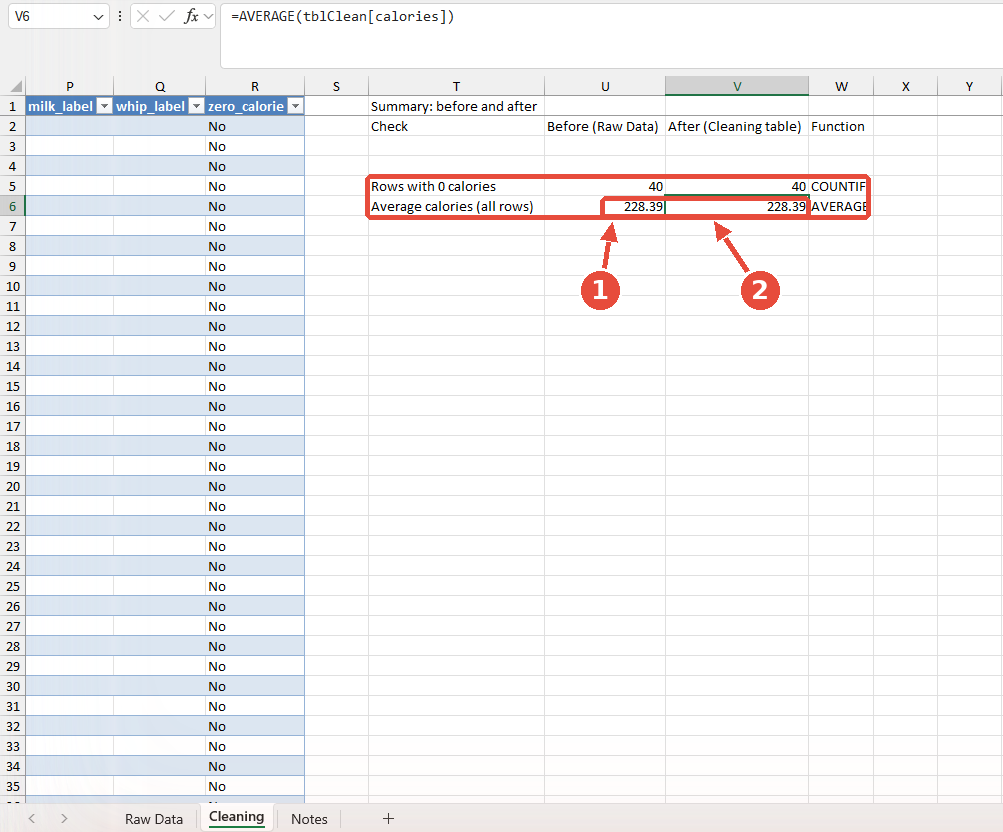 V6 fx =AVERAGE(tblClean[calories])
P Q R S T U V W X Y
1 milk_label whip_label zero_calorie Summary: before and after
2 No Check Before (Raw Data) After (Cleaning table) Function
3 No
4 No
5 No Rows with 0 calories 40 40 COUNTIF
6 No Average calories (all rows) 228.39 228.39 AVERAGE
7 No
8 No
9 No
1 2
10 No
11 No
12 No
13 No
14 No
15 No
16 No
17 No
18 No
19 No
20 No
21 No
22 No
23 No
24 No
25 No
26 No
27 No
28 No
29 No
30 No
31 No
32 No
33 No
34 No
35 No
Raw Data Cleaning Notes +